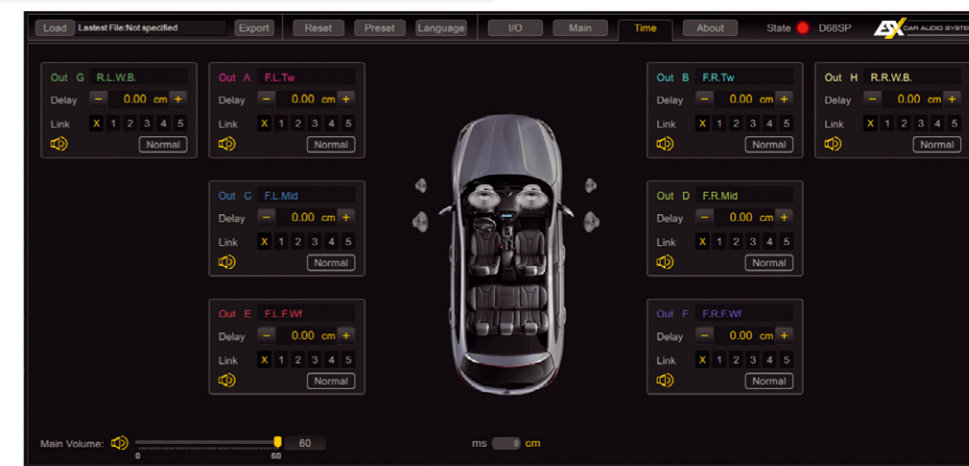 Load Lastest File:Not specified Export Reset Preset Language I/O Main Time About State D68SP ESX CAR AUDIO SYSTE
Out G R.L.W.B.
Delay − 0.00 cm +
Link X 1 2 3 4 5
Normal
Out A F.L.Tw
Delay − 0.00 cm +
Link X 1 2 3 4 5
Normal
Out B F.R.Tw
Delay − 0.00 cm +
Link X 1 2 3 4 5
Normal
Out H R.R.W.B.
Delay − 0.00 cm +
Link X 1 2 3 4 5
Normal
Out C F.L.Mid
Delay − 0.00 cm +
Link X 1 2 3 4 5
Normal
Out D F.R.Mid
Delay − 0.00 cm +
Link X 1 2 3 4 5
Normal
Out E F.L.F.Wf
Delay − 0.00 cm +
Link X 1 2 3 4 5
Normal
Out F F.R.F.Wf
Delay − 0.00 cm +
Link X 1 2 3 4 5
Normal
Main Volume: 60
0 60
ms cm